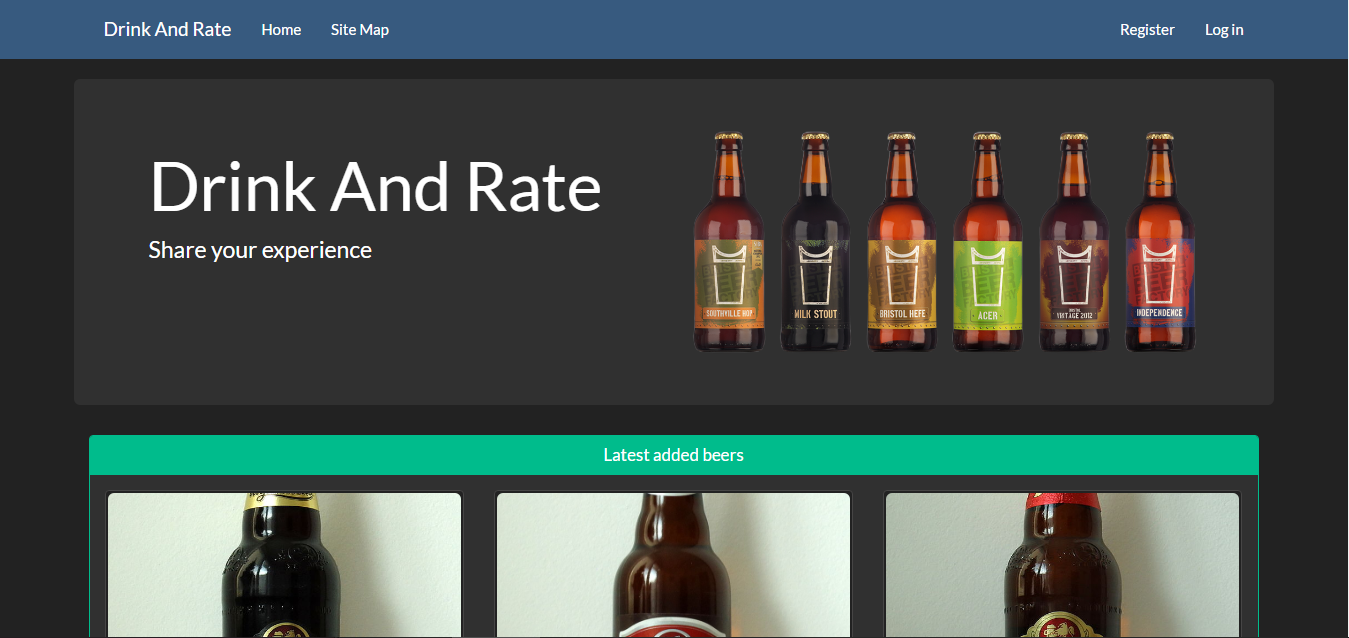 Drink And Rate Home Site Map Register Log in
Drink And Rate
Share your experience
SOUTHVILLE HOP MILK STOUT BRISTOL HEFE ACER VINTAGE 2012 INDEPENDENCE
Latest added beers